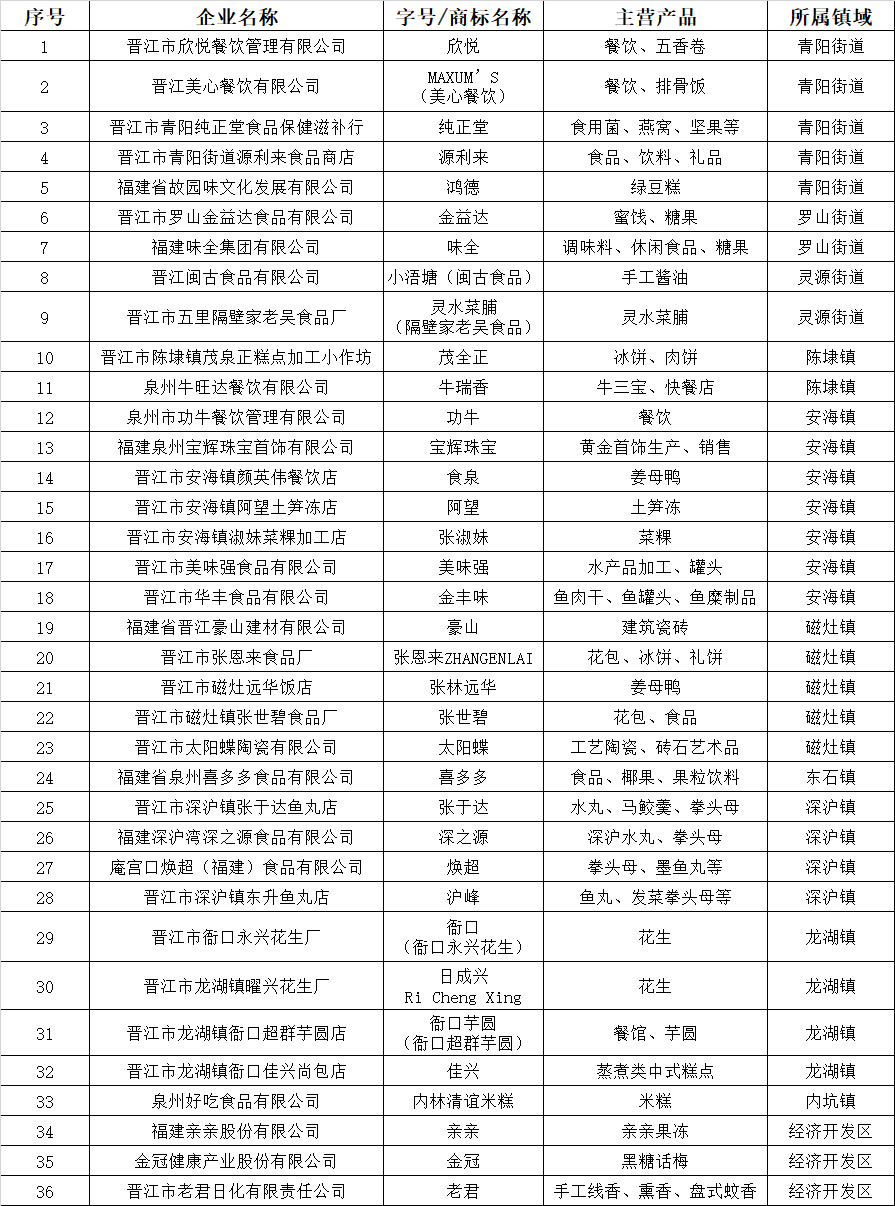 序号 企业名称 字号/商标名称 主营产品 所属镇域
1 晋江市欣悦餐饮管理有限公司 欣悦 餐饮、五香卷 青阳街道
2 晋江美心餐饮有限公司 MAXUM’S
（美心餐饮） 餐饮、排骨饭 青阳街道
3 晋江市青阳纯正堂食品保健滋补行 纯正堂 食用菌、燕窝、坚果等 青阳街道
4 晋江市青阳街道源利来食品商店 源利来 食品、饮料、礼品 青阳街道
5 福建省故园味文化发展有限公司 鸿德 绿豆糕 青阳街道
6 晋江市罗山金益达食品有限公司 金益达 蜜饯、糖果 罗山街道
7 福建味全集团有限公司 味全 调味料、休闲食品、糖果 罗山街道
8 晋江闽古食品有限公司 小浯塘（闽古食品） 手工酱油 灵源街道
9 晋江市五里隔壁家老吴食品厂 灵水菜脯
（隔壁家老吴食品） 灵水菜脯 灵源街道
10 晋江市陈埭镇茂泉正糕点加工小作坊 茂全正 冰饼、肉饼 陈埭镇
11 泉州牛旺达餐饮有限公司 牛瑞香 牛三宝、快餐店 陈埭镇
12 泉州市功牛餐饮管理有限公司 功牛 餐饮 安海镇
13 福建泉州宝辉珠宝首饰有限公司 宝辉珠宝 黄金首饰生产、销售 安海镇
14 晋江市安海镇颜英伟餐饮店 食泉 姜母鸭 安海镇
15 晋江市安海镇阿望土笋冻店 阿望 土笋冻 安海镇
16 晋江市安海镇淑妹菜粿加工店 张淑妹 菜粿 安海镇
17 晋江市美味强食品有限公司 美味强 水产品加工、罐头 安海镇
18 晋江市华丰食品有限公司 金丰味 鱼肉干、鱼罐头、鱼糜制品 安海镇
19 福建省晋江豪山建材有限公司 豪山 建筑瓷砖 磁灶镇
20 晋江市张恩来食品厂 张恩来ZHANGENLAI 花包、冰饼、礼饼 磁灶镇
21 晋江市磁灶远华饭店 张林远华 姜母鸭 磁灶镇
22 晋江市磁灶镇张世碧食品厂 张世碧 花包、食品 磁灶镇
23 晋江市太阳蝶陶瓷有限公司 太阳蝶 工艺陶瓷、砖石艺术品 磁灶镇
24 福建省泉州喜多多食品有限公司 喜多多 食品、椰果、果粒饮料 东石镇
25 晋江市深沪镇张于达鱼丸店 张于达 水丸、马鲛羹、拳头母 深沪镇
26 福建深沪湾深之源食品有限公司 深之源 深沪水丸、拳头母 深沪镇
27 庵宫口焕超（福建）食品有限公司 焕超 拳头母、墨鱼丸等 深沪镇
28 晋江市深沪镇东升鱼丸店 沪峰 鱼丸、发菜拳头母等 深沪镇
29 晋江市衙口永兴花生厂 衙口
（衙口永兴花生） 花生 龙湖镇
30 晋江市龙湖镇曜兴花生厂 日成兴
Ri Cheng Xing 花生 龙湖镇
31 晋江市龙湖镇衙口超群芋圆店 衙口芋圆
（衙口超群芋圆） 餐馆、芋圆 龙湖镇
32 晋江市龙湖镇衙口佳兴尚包店 佳兴 蒸煮类中式糕点 龙湖镇
33 泉州好吃食品有限公司 内林清谊米糕 米糕 内坑镇
34 福建亲亲股份有限公司 亲亲 亲亲果冻 经济开发区
35 金冠健康产业股份有限公司 金冠 黑糖话梅 经济开发区
36 晋江市老君日化有限责任公司 老君 手工线香、熏香、盘式蚊香 经济开发区